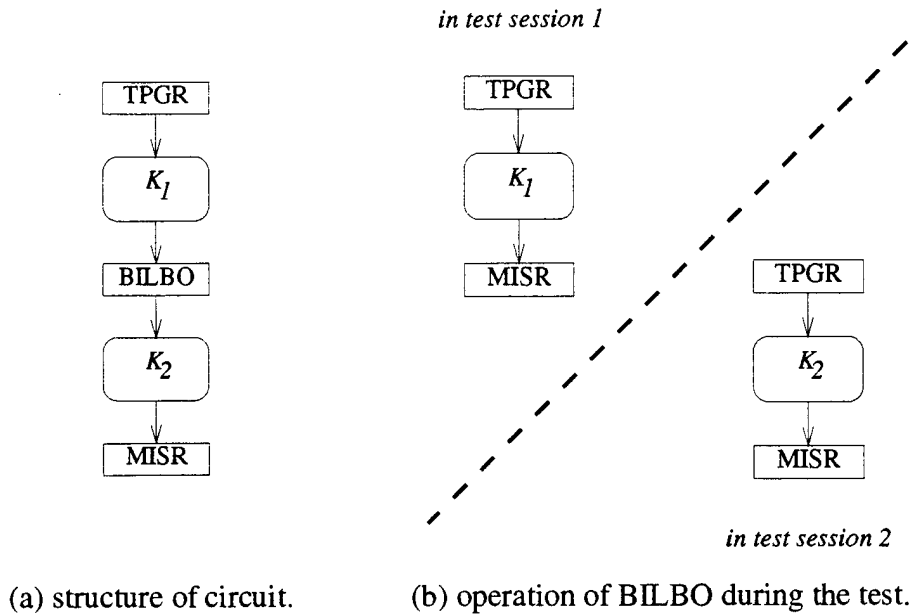 in test session 1
TPGR
K1
BILBO
K2
MISR
TPGR
K1
MISR
TPGR
K2
MISR
in test session 2
(a) structure of circuit.
(b) operation of BILBO during the test.